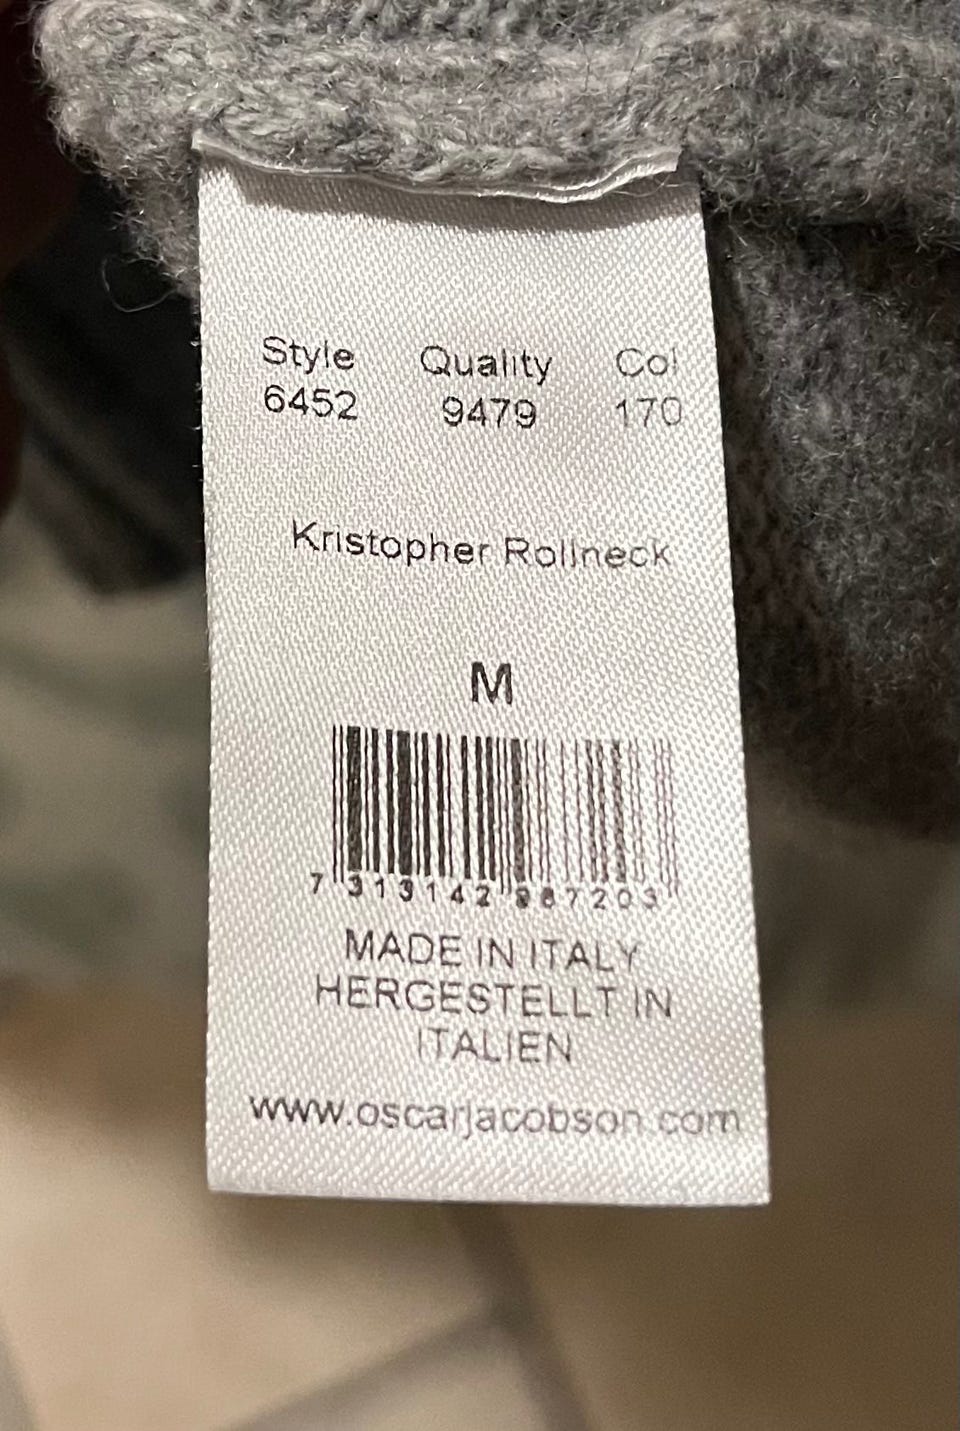 Style Quality Col
6452 9479 170
Kristopher Rollneck
M
7 313142 967203
MADE IN ITALY
HERGESTELLT IN
ITALIEN
www.oscarjacobson.com